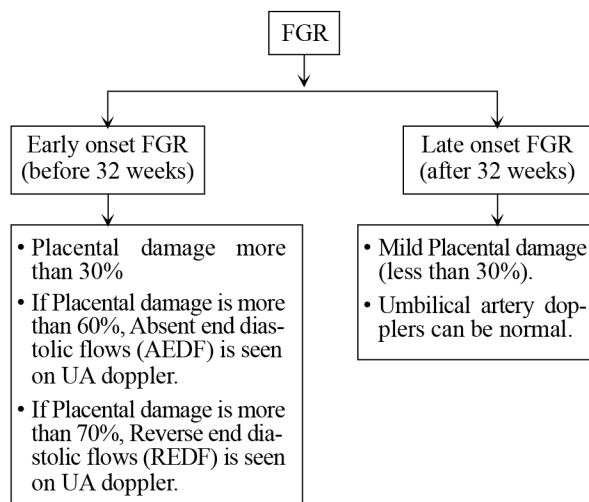 FGR
Early onset FGR
(before 32 weeks)
Late onset FGR
(after 32 weeks)
• Placental damage more
than 30%
• If Placental damage is more
than 60%, Absent end dias-
tolic flows (AEDF) is seen
on UA doppler.
• If Placental damage is more
than 70%, Reverse end dia-
stolic flows (REDF) is seen
on UA doppler.
• Mild Placental damage
(less than 30%).
• Umbilical artery dop-
plers can be normal.